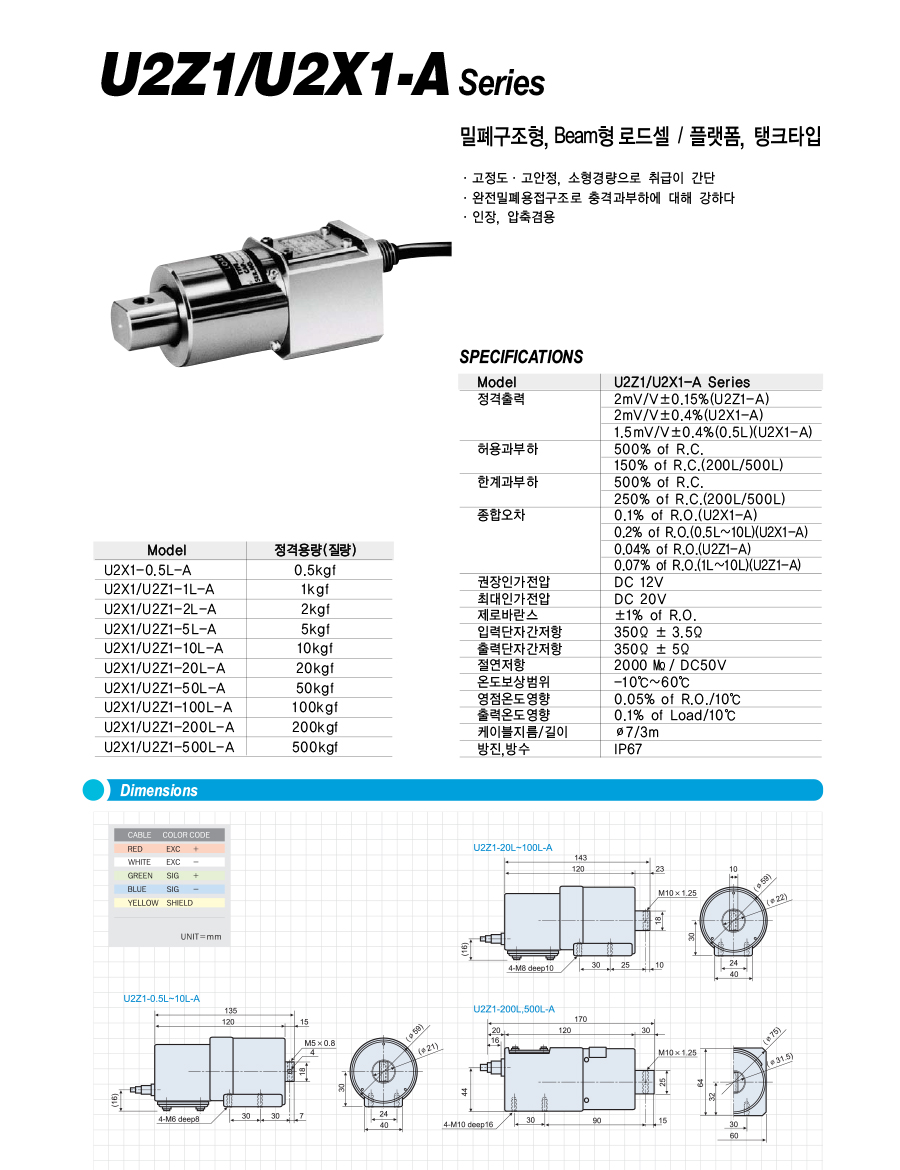 U2Z1/U2X1-A Series
밀폐구조형, Beam형 로드셀 / 플랫폼, 탱크타입
· 고정도 · 고안정, 소형경량으로 취급이 간단
· 완전밀폐용접구조로 충격과부하에 대해 강하다
· 인장, 압축겸용
SPECIFICATIONS
Model U2Z1/U2X1-A Series
정격출력 2mV/V±0.15%(U2Z1-A)
2mV/V±0.4%(U2X1-A)
1.5mV/V±0.4%(0.5L)(U2X1-A)
허용과부하 500% of R.C.
150% of R.C.(200L/500L)
한계과부하 500% of R.C.
250% of R.C.(200L/500L)
종합오차 0.1% of R.O.(U2X1-A)
0.2% of R.O.(0.5L~10L)(U2X1-A)
0.04% of R.O.(U2Z1-A)
0.07% of R.O.(1L~10L)(U2Z1-A)
권장인가전압 DC 12V
최대인가전압 DC 20V
제로바란스 ±1% of R.O.
입력단자간저항 350Ω ± 3.5Ω
출력단자간저항 350Ω ± 5Ω
절연저항 2000 ㏁ / DC50V
온도보상범위 -10℃~60℃
영점온도영향 0.05% of R.O./10℃
출력온도영향 0.1% of Load/10℃
케이블지름/길이 ø7/3m
방진,방수 IP67
Model 정격용량(질량)
U2X1-0.5L-A 0.5kgf
U2X1/U2Z1-1L-A 1kgf
U2X1/U2Z1-2L-A 2kgf
U2X1/U2Z1-5L-A 5kgf
U2X1/U2Z1-10L-A 10kgf
U2X1/U2Z1-20L-A 20kgf
U2X1/U2Z1-50L-A 50kgf
U2X1/U2Z1-100L-A 100kgf
U2X1/U2Z1-200L-A 200kgf
U2X1/U2Z1-500L-A 500kgf
Dimensions
CABLE COLOR CODE
RED EXC +
WHITE EXC −
GREEN SIG +
BLUE SIG −
YELLOW SHIELD
UNIT=mm
U2Z1-20L~100L-A
143
120 23 10
(ø59)
M10×1.25 (ø22)
18
30
(16)
4-M8 deep10 30 25 10 24
40
U2Z1-0.5L~10L-A
135
120 15
(ø59)
M5×0.8
4 (ø21)
18
30
(16)
4-M6 deep8 30 30 7 24
40
U2Z1-200L,500L-A
170
20 120 30
16
(ø75)
M10×1.25 (ø31.5)
44 25 64 32
4-M10 deep16 30 90 15 30
60